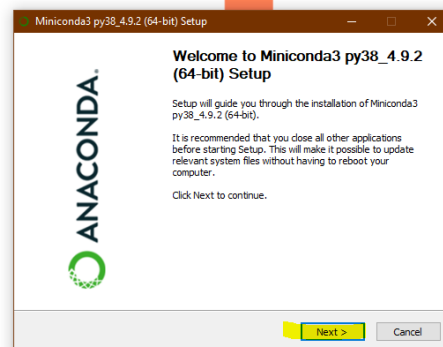 Miniconda3 py38_4.9.2 (64-bit) Setup
Welcome to Miniconda3 py38_4.9.2
(64-bit) Setup
Setup will guide you through the installation of Miniconda3
py38_4.9.2 (64-bit).
It is recommended that you close all other applications
before starting Setup. This will make it possible to update
relevant system files without having to reboot your
computer.
Click Next to continue.
ANACONDA.
Next >
Cancel